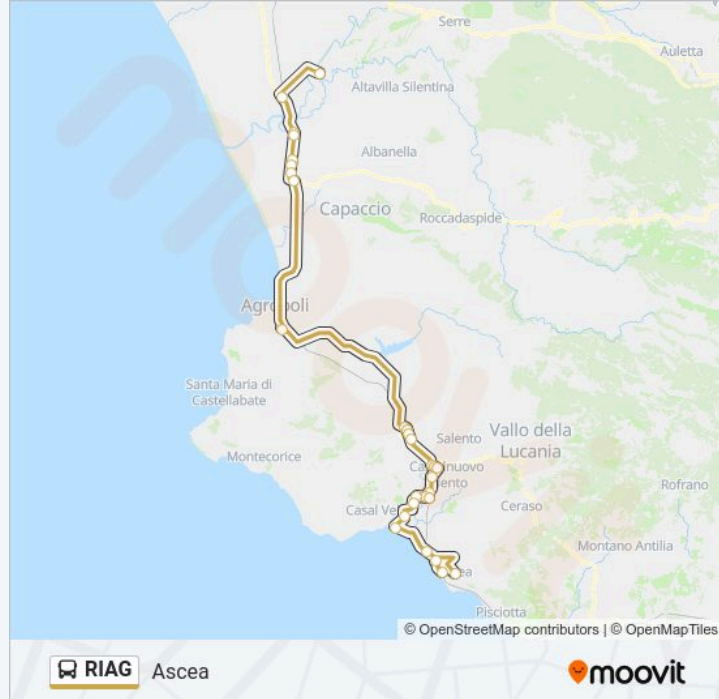 Serre
Auletta
Altavilla Silentina
Albanella
Capaccio
Roccadaspide
Agropoli
Santa Maria di
Castellabate
Salento
Vallo della
Lucania
Montecorice
Rofrano
Ceraso
Casal Ve
Montano Antilia
Pisciotta
© OpenStreetMap contributors | © OpenMapTiles
RIAG Ascea
moovit